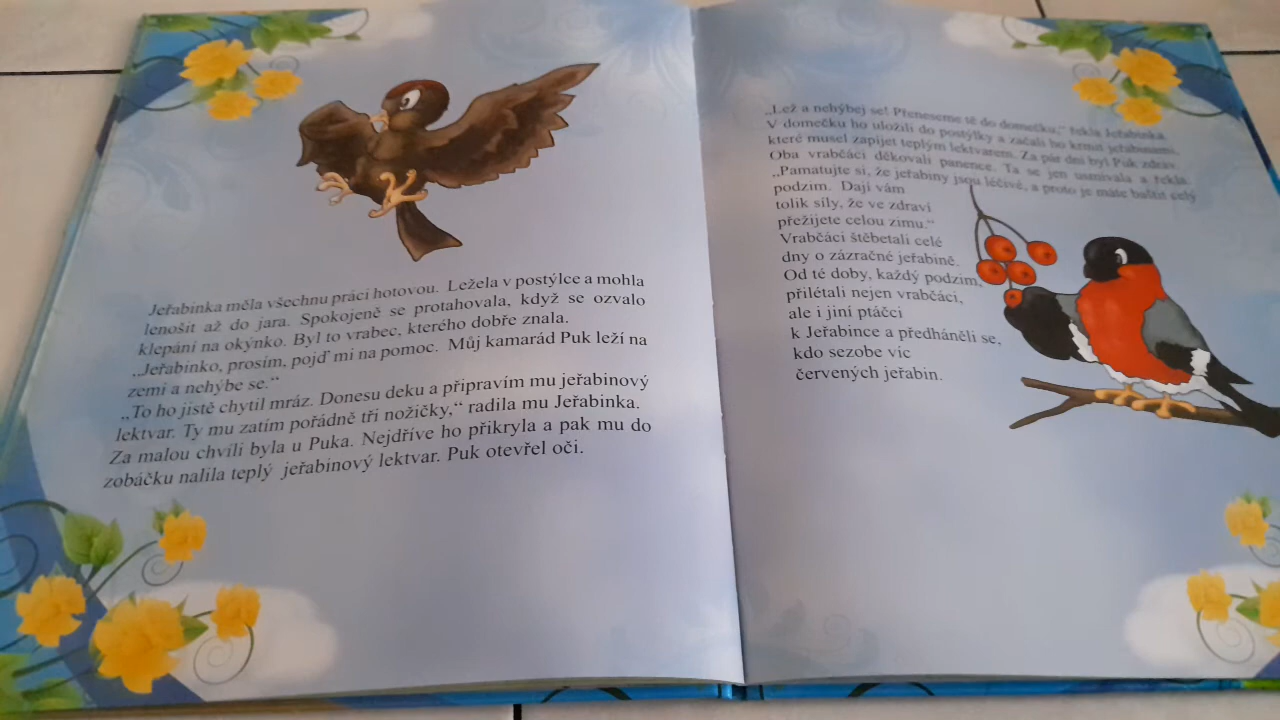 Jeřabinka měla všechnu práci hotovou. Ležela v postýlce a mohla
lenošit až do jara. Spokojeně se protahovala, když se ozvalo
klepání na okýnko. Byl to vrabec, kterého dobře znala.
„Jeřabinko, prosím, pojď mi na pomoc. Můj kamarád Puk leží na
zemi a nehýbe se.“
„To ho jistě chytil mráz. Donesu deku a připravím mu jeřabinový
lektvar. Ty mu zatím pořádně tři nožičky,“ radila mu Jeřabinka.
Za malou chvíli byla u Puka. Nejdříve ho přikryla a pak mu do
zobáčku nalila teplý jeřabinový lektvar. Puk otevřel oči.
„Lež a nehýbej se! Přeneseme tě do domečku,“ řekla Jeřabinka.
V domečku ho uložili do postýlky a začali ho krmit jeřabinami,
které musel zapíjet teplým lektvarem. Za pár dní byl Puk zdráv.
Oba vrabčáci děkovali panence. Ta se jen usmívala a řekla:
„Pamatujte si, že jeřabiny jsou léčivé, a proto je máte baštit celý
podzim. Dají vám
tolik síly, že ve zdraví
přežijete celou zimu.“
Vrabčáci štěbetali celé
dny o zázračné jeřabině.
Od té doby, každý podzim,
přilétali nejen vrabčáci,
ale i jiní ptáčci
k Jeřabince a předháněli se,
kdo sezobe víc
červených jeřabin.